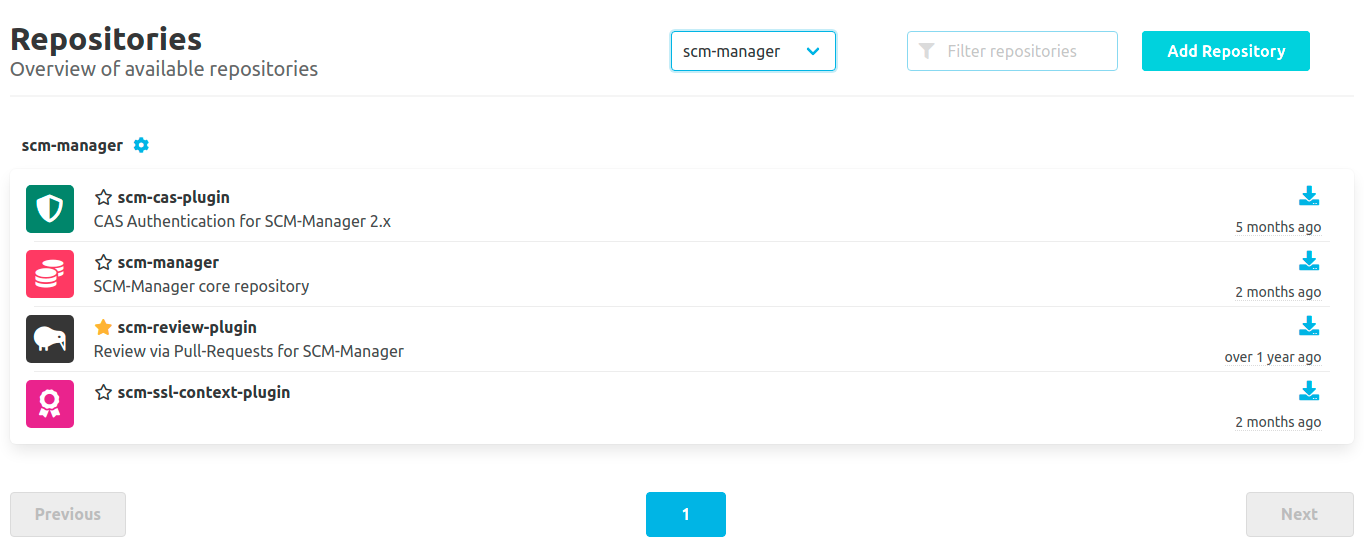 Repositories
Overview of available repositories
scm-manager
Filter repositories
Add Repository
scm-manager
scm-cas-plugin
CAS Authentication for SCM-Manager 2.x
5 months ago
scm-manager
SCM-Manager core repository
2 months ago
scm-review-plugin
Review via Pull-Requests for SCM-Manager
over 1 year ago
scm-ssl-context-plugin
2 months ago
Previous
1
Next